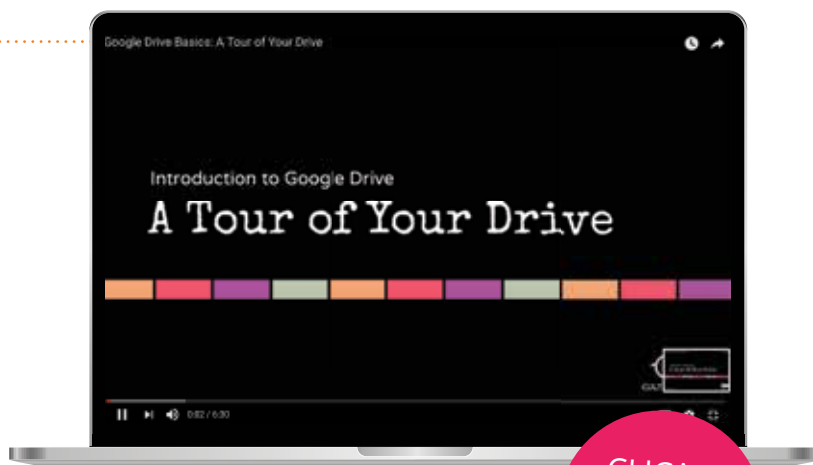 Google Drive Basics: A Tour of Your Drive
Introduction to Google Drive
A Tour of Your Drive
0:02 / 6:30